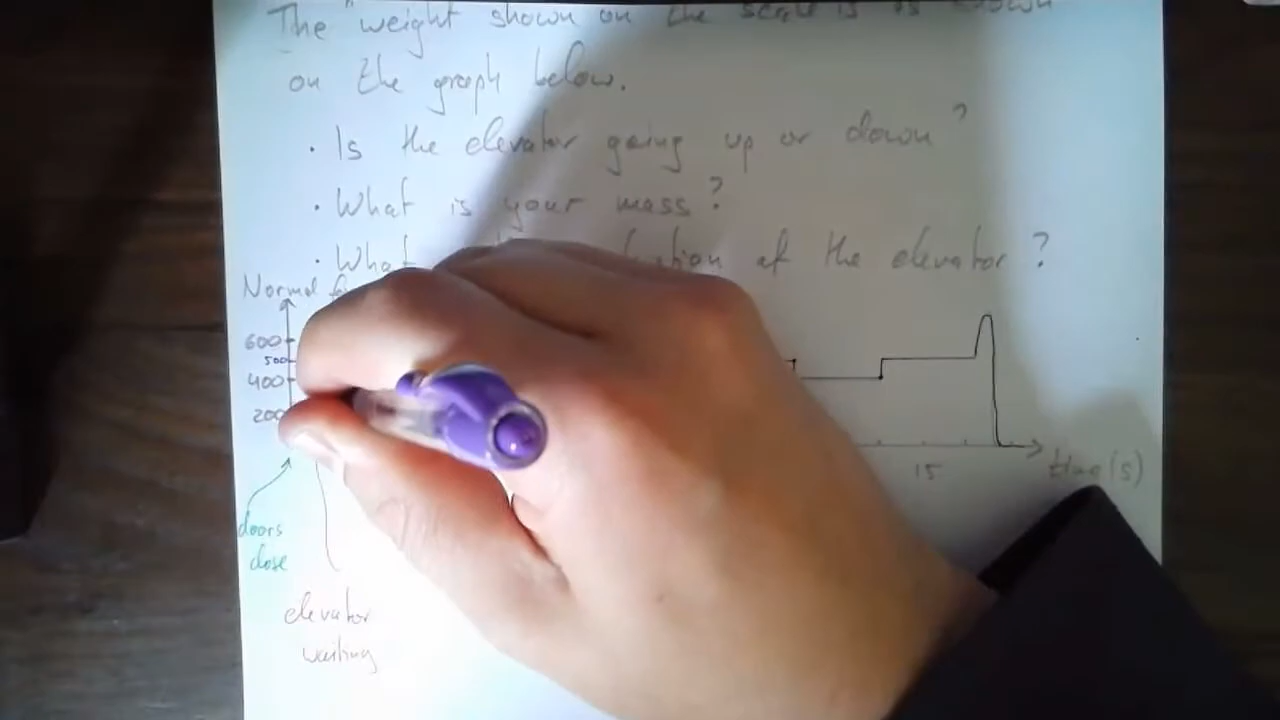 The "weight shown on the scale is as
on the graph below.
· Is the elevator going up or down?
· What is your mass?
· What of the elevator?
Normal
600
500
400
200
15
time(s)
doors
close
elevator
waiting